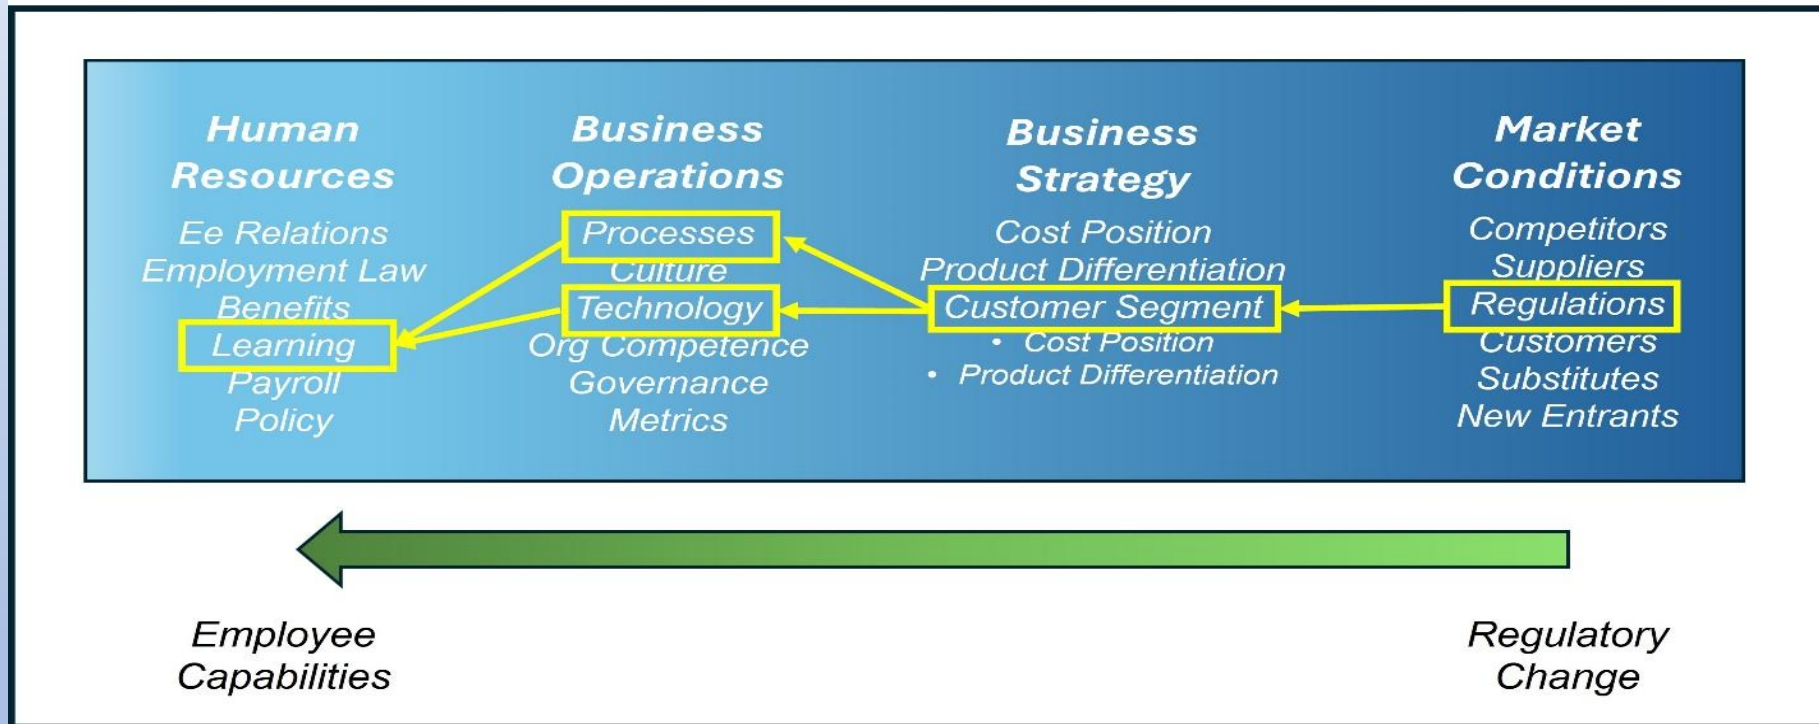 Human
Resources
Ee Relations
Employment Law
Benefits
Learning
Payroll
Policy
Business
Operations
Processes
Culture
Technology
Org Competence
Governance
Metrics
Business
Strategy
Cost Position
Product Differentiation
Customer Segment
• Cost Position
• Product Differentiation
Market
Conditions
Competitors
Suppliers
Regulations
Customers
Substitutes
New Entrants
Employee
Capabilities
Regulatory
Change